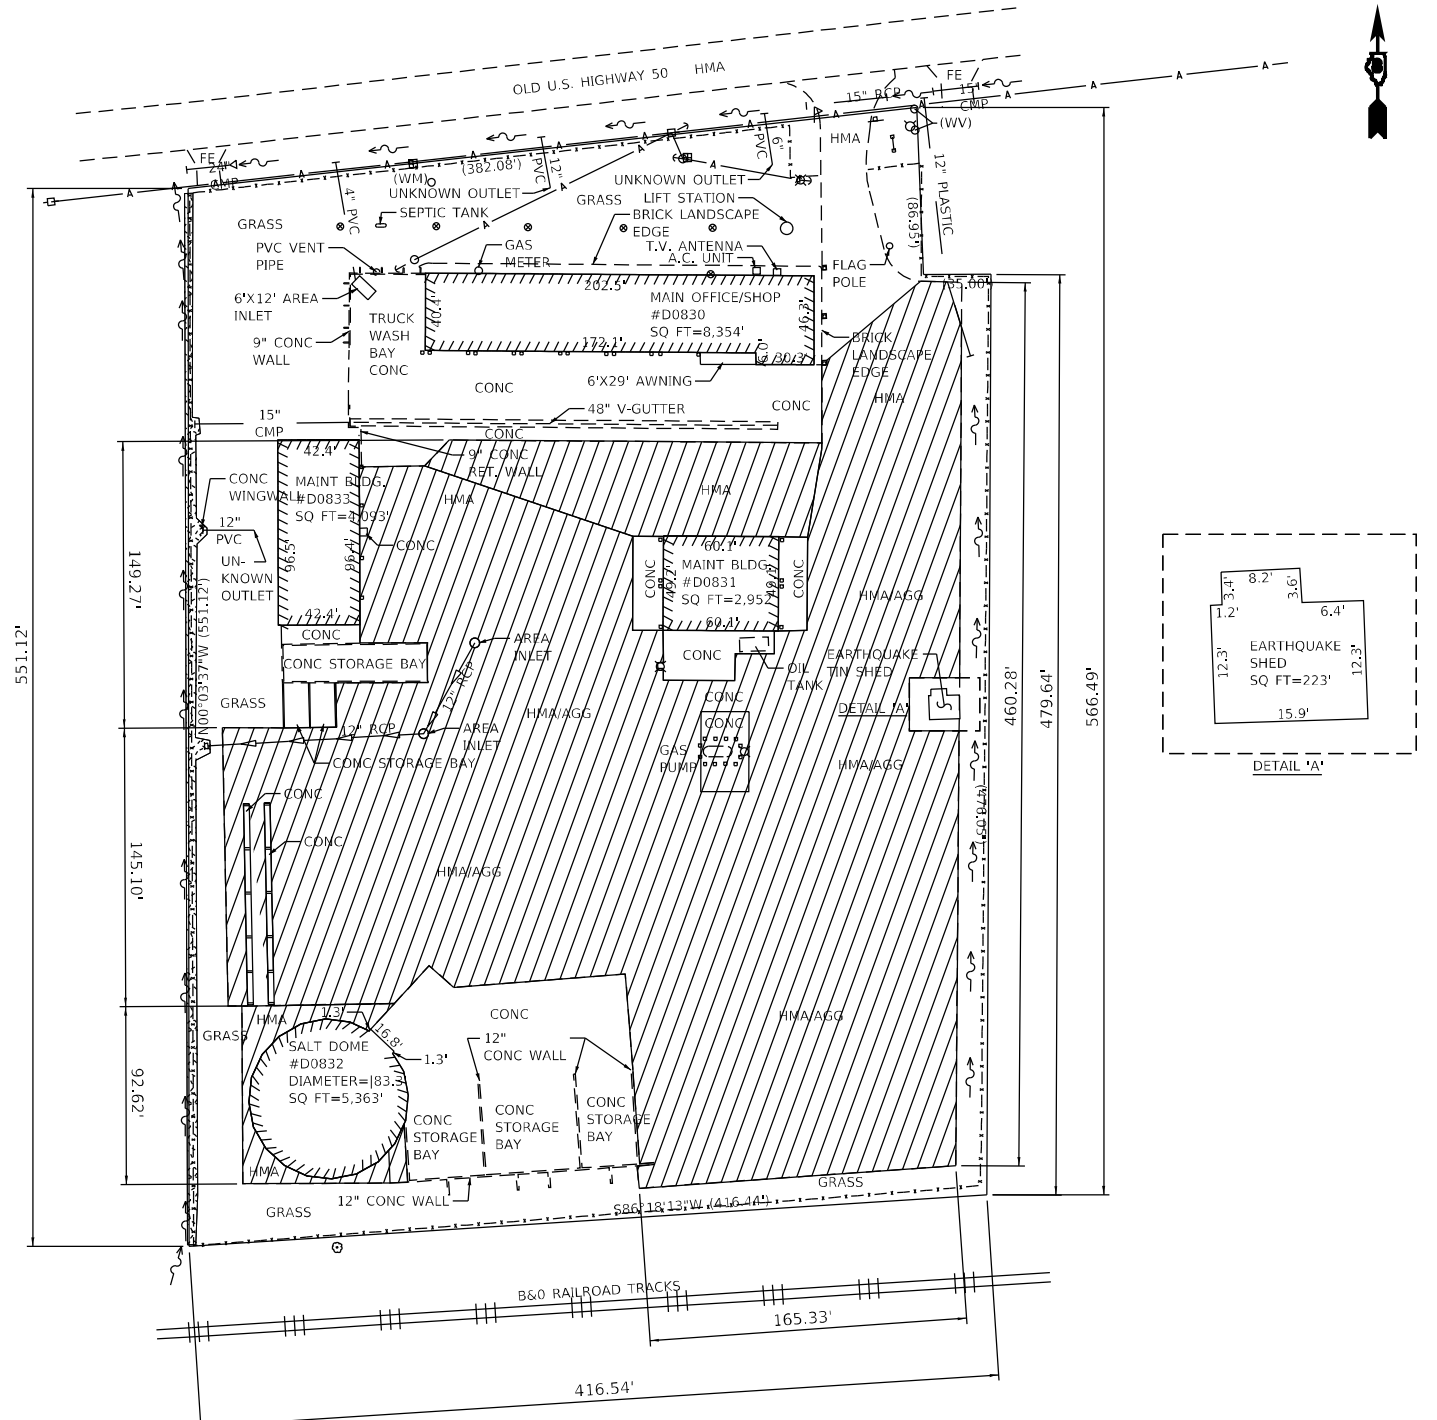 OLD U.S. HIGHWAY 50 HMA
FE
15" RCP
15"
CMP
(WV)
HMA
FE
24"
CMP
(WM)
(382.08')
12"
PVC
6"
PVC
4" PVC
12" PLASTIC
(86.95')
UNKNOWN OUTLET
SEPTIC TANK
UNKNOWN OUTLET
GRASS
LIFT STATION
BRICK LANDSCAPE
EDGE
T.V. ANTENNA
A.C. UNIT
GRASS
PVC VENT
PIPE
GAS
METER
FLAG
POLE
35.00'
6'X12' AREA
INLET
9" CONC
WALL
TRUCK
WASH
BAY
CONC
202.5'
40.4'
MAIN OFFICE/SHOP
#D0830
SQ FT=8,354'
46.3'
172.1'
6.0'
30.3'
6'X29' AWNING
BRICK
LANDSCAPE
EDGE
HMA
CONC
CONC
48" V-GUTTER
15"
CMP
CONC
9" CONC
RET. WALL
42.4'
MAINT BLDG.
#D0833
SQ FT=4,093'
96.5'
96.4'
42.4'
CONC
WINGWALL
12"
PVC
UN-
KNOWN
OUTLET
CONC
HMA
HMA
60.1'
MAINT BLDG.
#D0831
SQ FT=2,952'
49.2'
49.1'
60.1'
CONC
CONC
CONC
OIL
TANK
HMA/AGG
EARTHQUAKE
TIN SHED
DETAIL 'A'
CONC
CONC STORAGE BAY
AREA
INLET
12" RCP
AREA
INLET
12" RCP
CONC STORAGE BAY
GRASS
N00°03'37"W (551.12')
HMA/AGG
CONC
CONC
GAS
PUMP
HMA/AGG
(476.05')
CONC
CONC
HMA/AGG
HMA/AGG
GRASS
HMA
1.3'
16.8'
1.3'
SALT DOME
#D0832
DIAMETER=83.3
SQ FT=5,363'
HMA
CONC
12"
CONC WALL
CONC
STORAGE
BAY
CONC
STORAGE
BAY
CONC
STORAGE
BAY
12" CONC WALL
GRASS
GRASS
S86°18'13"W (416.44')
B&O RAILROAD TRACKS
165.33'
416.54'
551.12'
149.27'
145.10'
92.62'
460.28'
479.64'
566.49'
8.2'
3.4'
3.6'
1.2'
6.4'
EARTHQUAKE
SHED
SQ FT=223'
12.3'
12.3'
15.9'
DETAIL 'A'
A
A
A
A
A
A
A
A
A
A
A
A
A